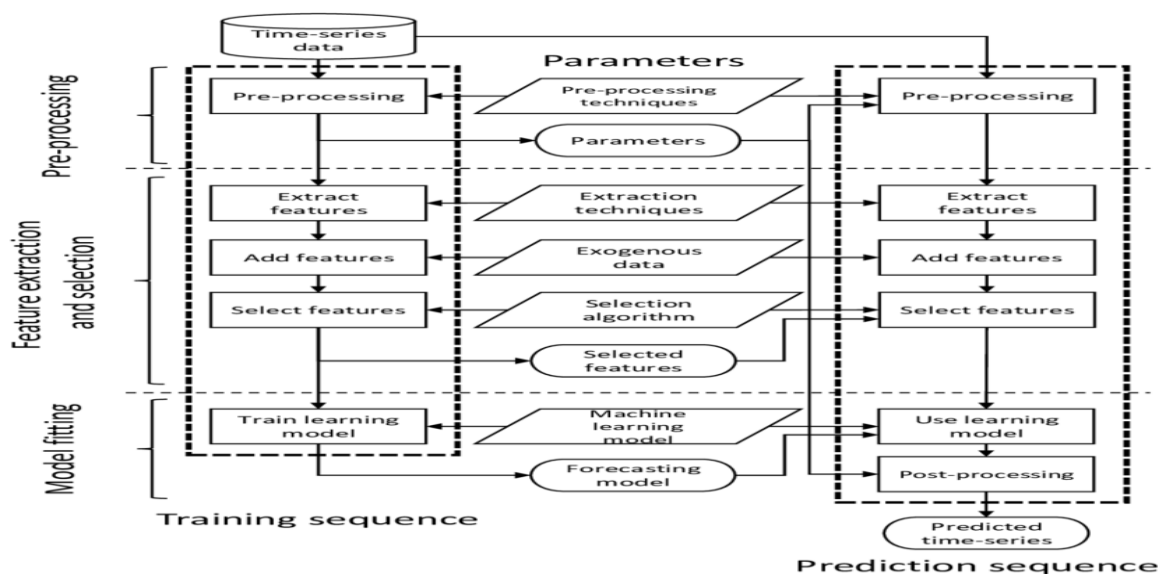 Time-series
data
Parameters
Pre-processing
Pre-processing
Pre-processing
techniques
Pre-processing
Parameters
Feature extraction
and selection
Extract
features
Extraction
techniques
Extract
features
Add features
Exogenous
data
Add features
Select features
Selection
algorithm
Select features
Selected
features
Model fitting
Train learning
model
Machine
learning
model
Use learning
model
Forecasting
model
Post-processing
Training sequence
Predicted
time-series
Prediction sequence